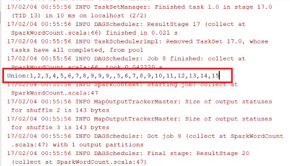 17/02/04 00:55:56 INFO TaskSetManager: Finished task 1.0 in stage 17.0
(TID 13) in 10 ms on localhost (2/2)
17/02/04 00:55:56 INFO DAGScheduler: ResultStage 17 (collect at
SparkWordCount.scala:46) finished in 0.021 s
17/02/04 00:55:56 INFO TaskSchedulerImpl: Removed TaskSet 17.0, whose
tasks have all completed, from pool
17/02/04 00:55:56 INFO DAGScheduler: Job 8 finished: collect at
Union:1,2,3,4,5,6,7,8,9,9,9,,5,6,7,8,9,10,11,12,13,14,15
17/02/04 00:55:56 INFO SparkContext: Starting job: collect at
SparkWordCount.scala:47
17/02/04 00:55:56 INFO MapOutputTrackerMaster: Size of output statuses
for shuffle 2 is 143 bytes
17/02/04 00:55:56 INFO MapOutputTrackerMaster: Size of output statuses
for shuffle 3 is 143 bytes
17/02/04 00:55:56 INFO DAGScheduler: Got job 9 (collect at SparkWordCount
.scala:47) with 1 output partitions
17/02/04 00:55:56 INFO DAGScheduler: Final stage: ResultStage 20
(collect at SparkWordCount.scala:47)